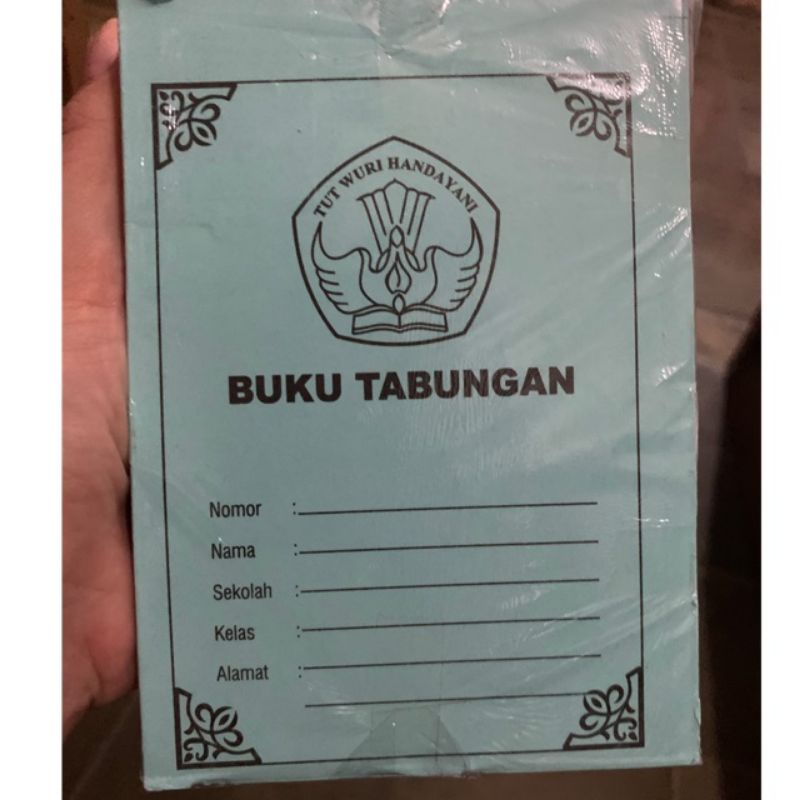 TUT WURI HANDAYANI
BUKU TABUNGAN
Nomor :
Nama :
Sekolah :
Kelas :
Alamat :